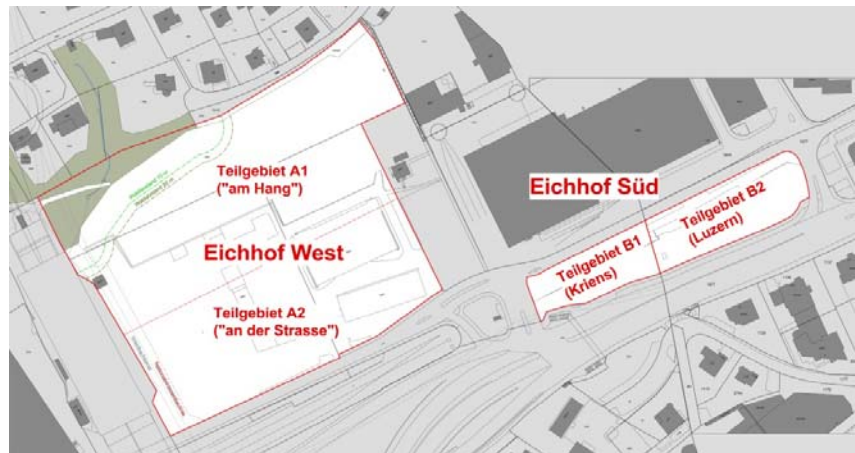 Teilgebiet A1
("am Hang")
Eichhof West
Teilgebiet A2
("an der Strasse")
Eichhof Süd
Teilgebiet B1
(Kriens)
Teilgebiet B2
(Luzern)